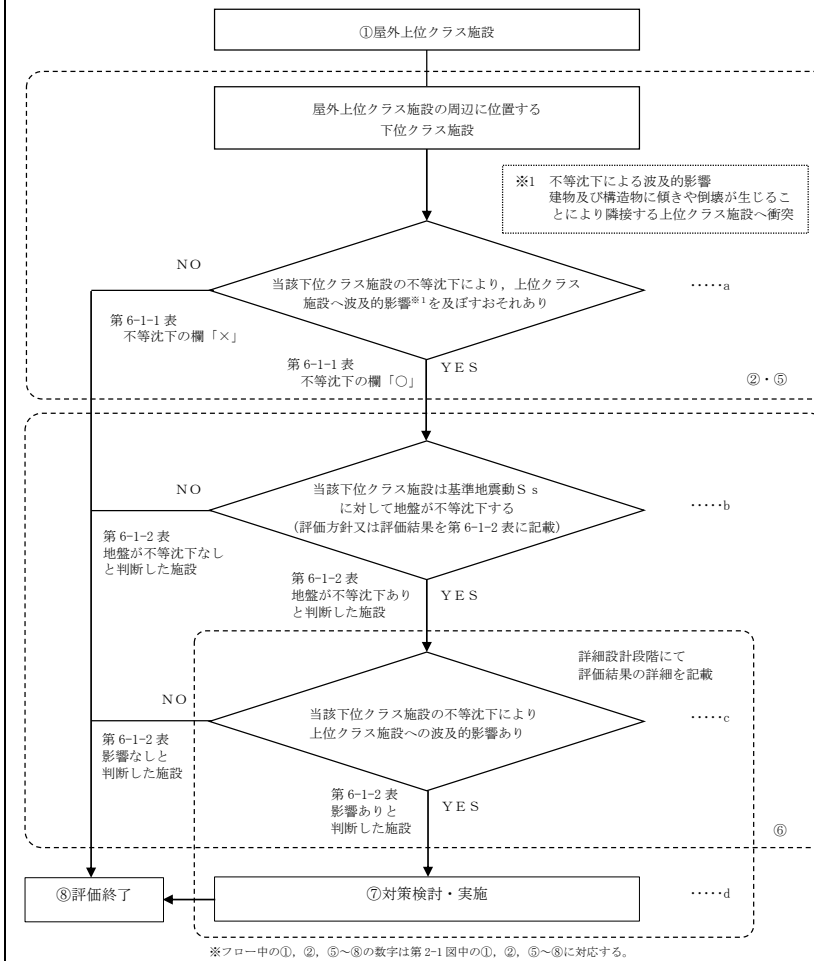 ①屋外上位クラス施設
屋外上位クラス施設の周辺に位置する
下位クラス施設
※1 不等沈下による波及的影響
建物及び構造物に傾きや倒壊が生じるこ
とにより隣接する上位クラス施設へ衝突
NO
当該下位クラス施設の不等沈下により，上位クラス
施設へ波及的影響※1を及ぼすおそれあり
·····a
第 6-1-1 表
不等沈下の欄「×」
第 6-1-1 表
不等沈下の欄「○」
YES
②・⑤
NO
当該下位クラス施設は基準地震動Ｓｓ
に対して地盤が不等沈下する
(評価方針又は評価結果を第 6-1-2 表に記載)
·····b
第 6-1-2 表
地盤が不等沈下なし
と判断した施設
第 6-1-2 表
地盤が不等沈下あり
と判断した施設
YES
詳細設計段階にて
評価結果の詳細を記載
NO
当該下位クラス施設の不等沈下により
上位クラス施設への波及的影響あり
·····c
第 6-1-2 表
影響なしと
判断した施設
第 6-1-2 表
影響ありと
判断した施設
YES
⑥
⑧評価終了
⑦対策検討・実施
·····d
※フロー中の①，②，⑤～⑧の数字は第 2-1 図中の①，②，⑤～⑧に対応する。